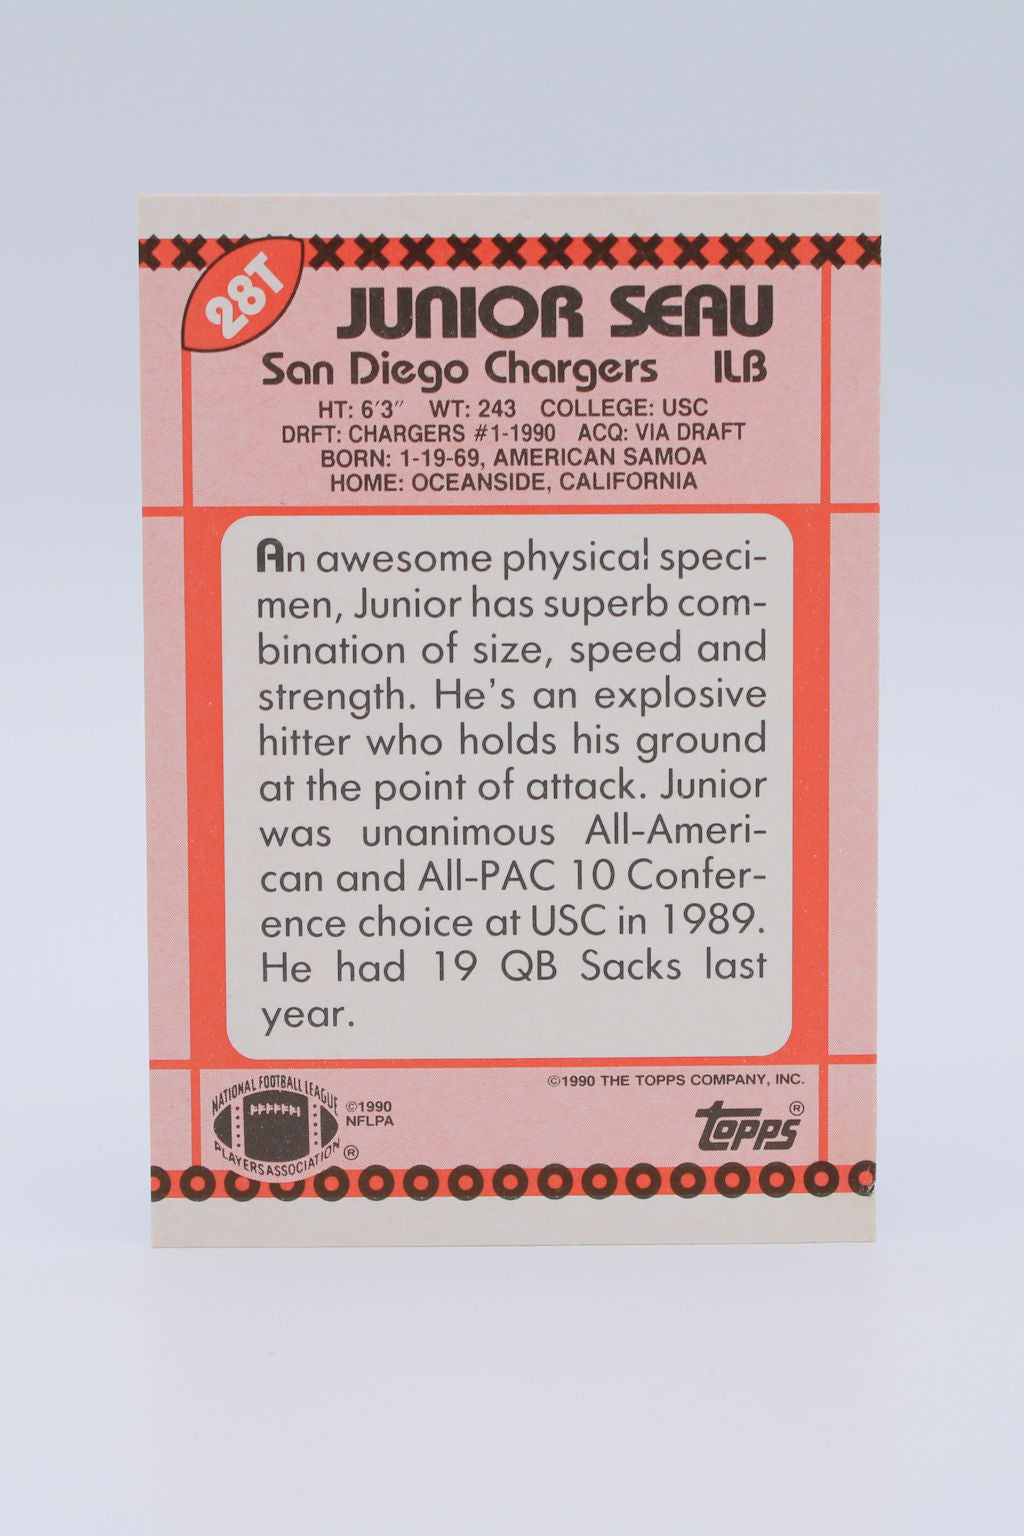 28T
JUNIOR SEAU
San Diego Chargers ILB
HT: 6'3" WT: 243 COLLEGE: USC
DRFT: CHARGERS #1-1990 ACQ: VIA DRAFT
BORN: 1-19-69, AMERICAN SAMOA
HOME: OCEANSIDE, CALIFORNIA
An awesome physical speci-
men, Junior has superb com-
bination of size, speed and
strength. He's an explosive
hitter who holds his ground
at the point of attack. Junior
was unanimous All-Ameri-
can and All-PAC 10 Confer-
ence choice at USC in 1989.
He had 19 QB Sacks last
year.
NATIONAL FOOTBALL LEAGUE
PLAYERS ASSOCIATION ®
©1990
NFLPA
©1990 THE TOPPS COMPANY, INC.
topps ®